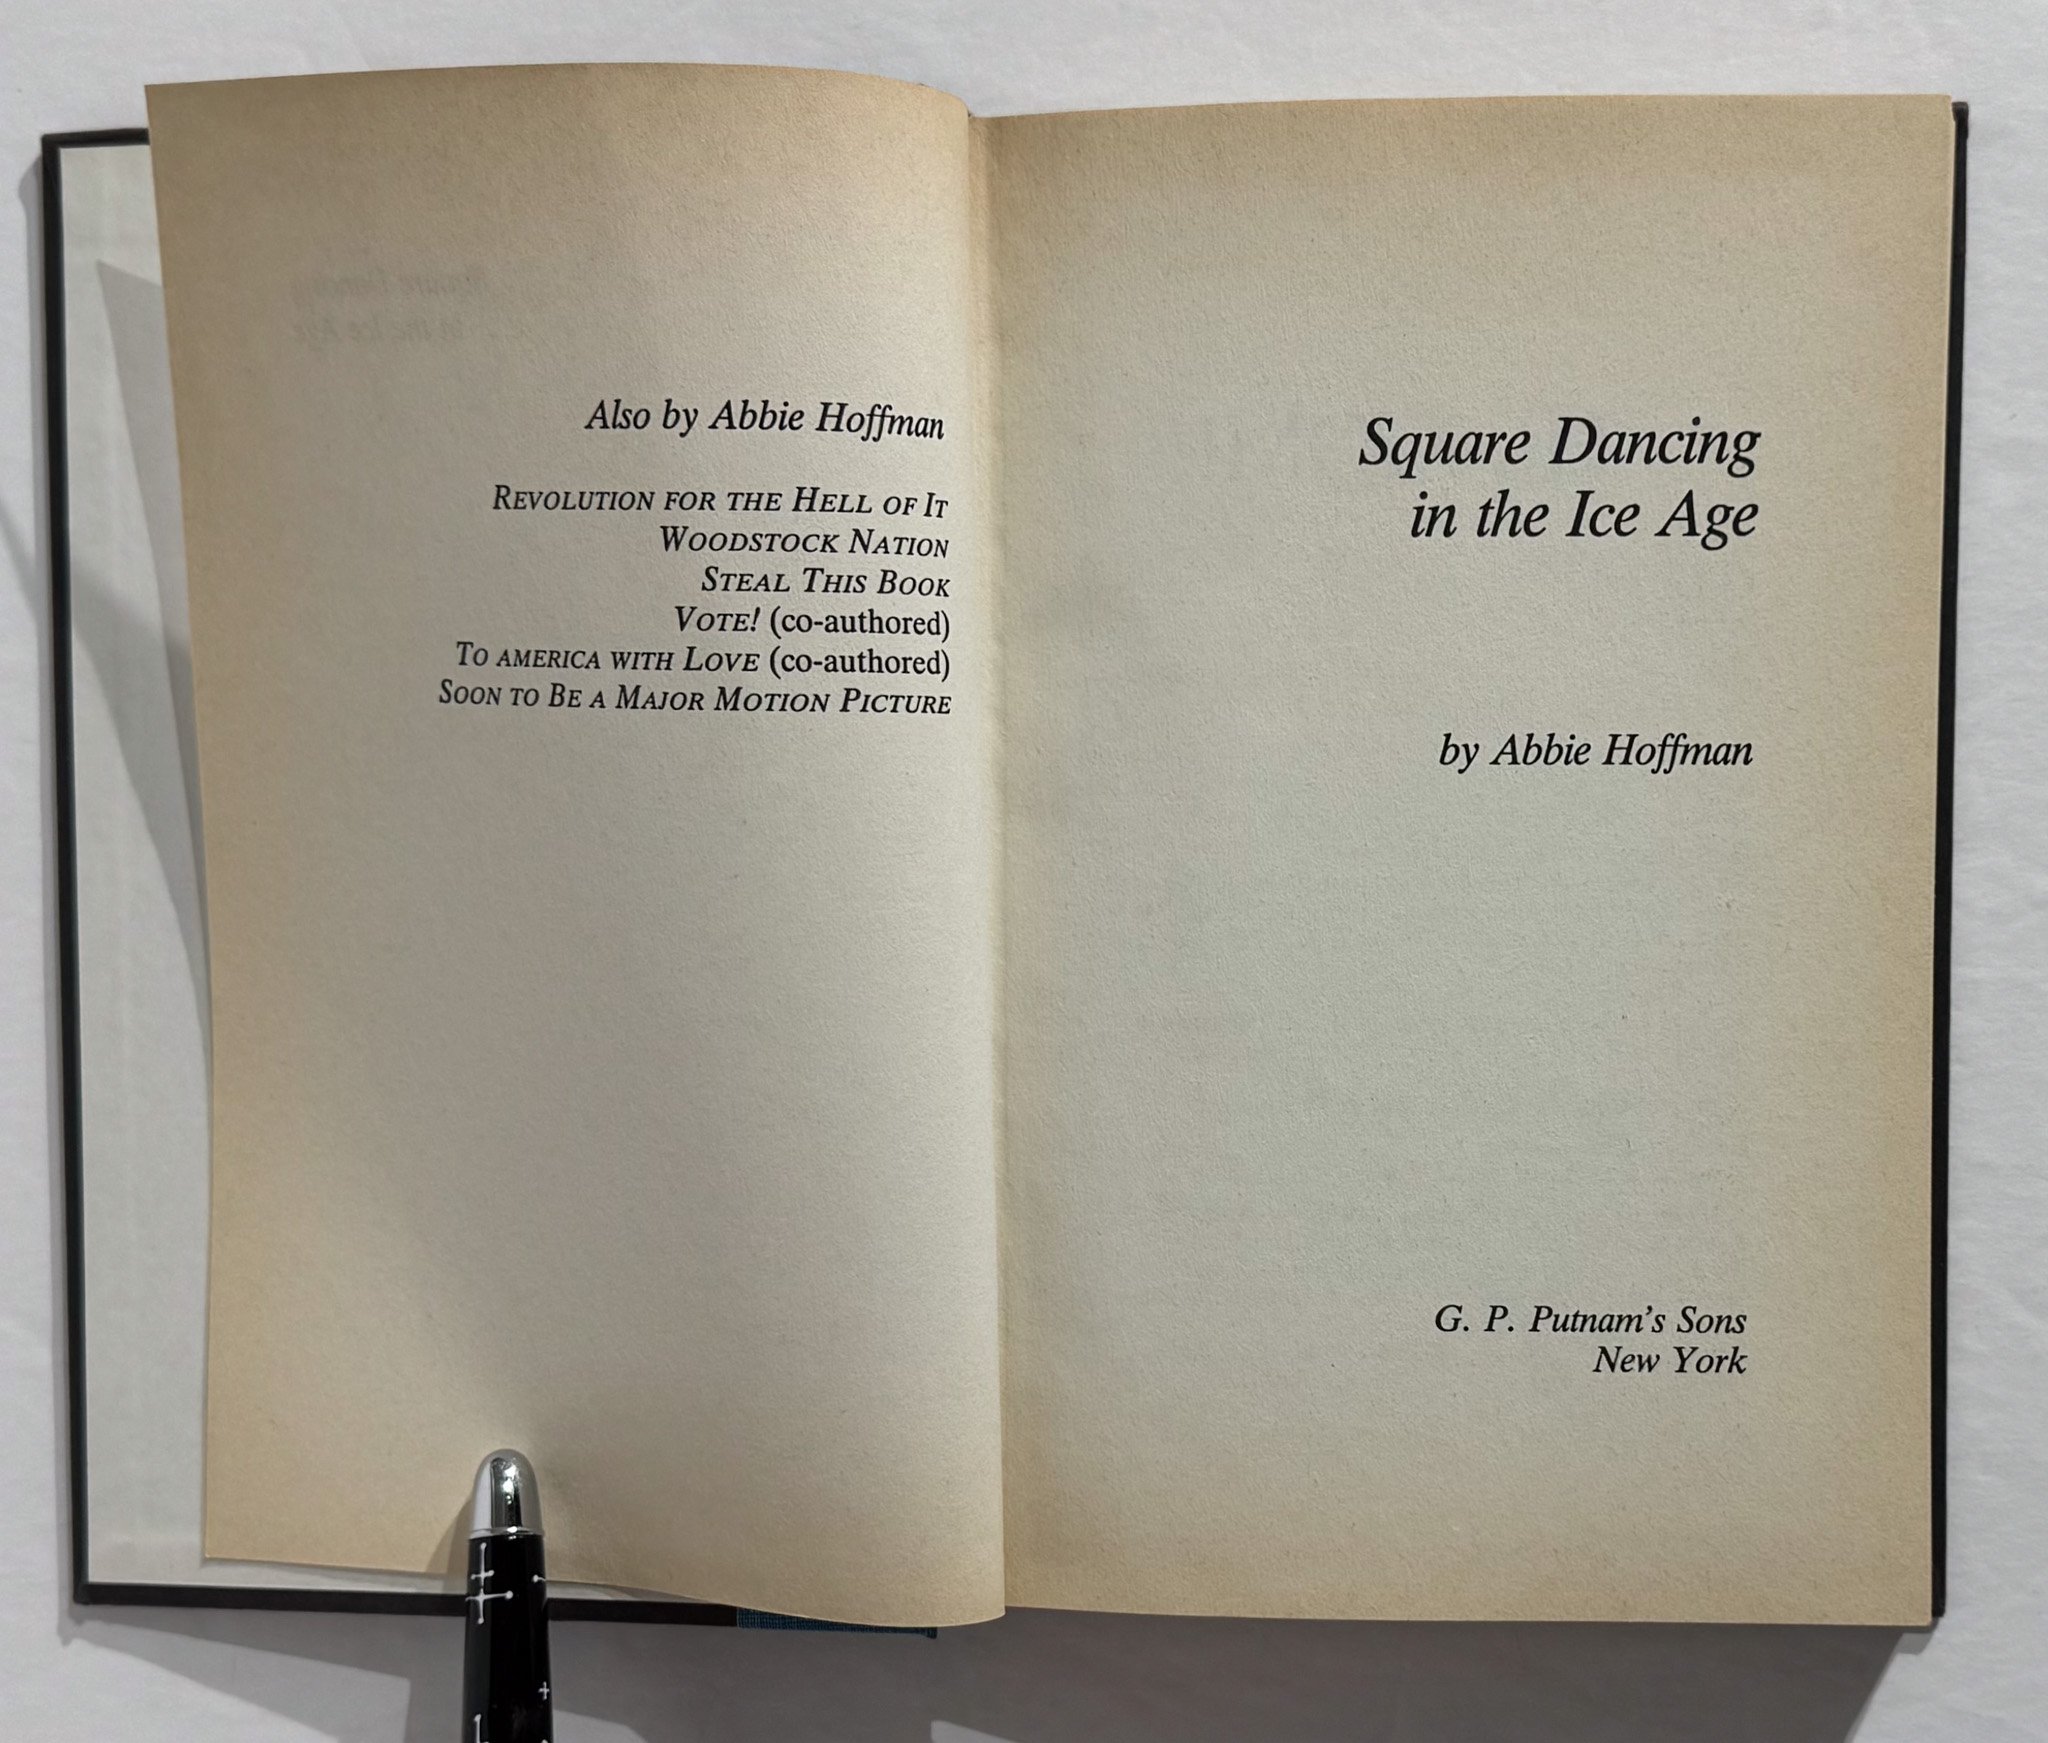 Also by Abbie Hoffman
REVOLUTION FOR THE HELL OF IT
WOODSTOCK NATION
STEAL THIS BOOK
VOTE! (co-authored)
TO AMERICA WITH LOVE (co-authored)
SOON TO BE A MAJOR MOTION PICTURE
Square Dancing
in the Ice Age
by Abbie Hoffman
G. P. Putnam's Sons
New York